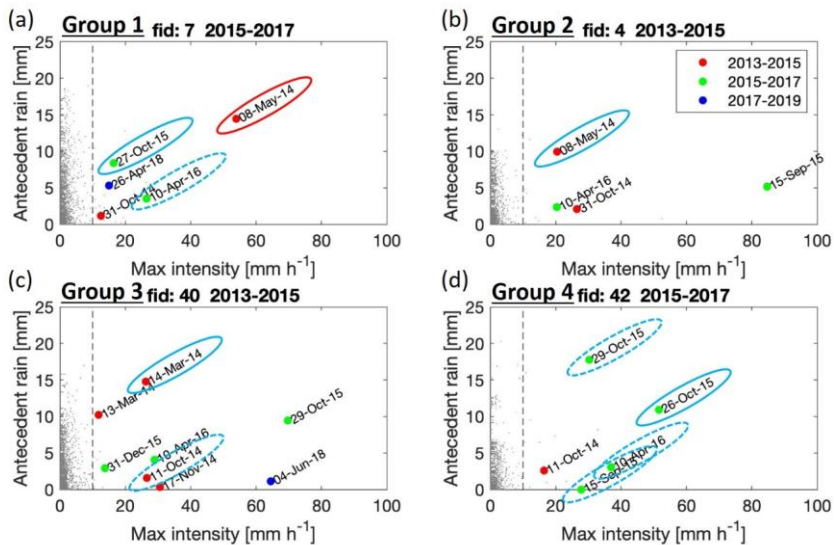 (a) Group 1 fid: 7 2015-2017
Antecedent rain [mm]
25
20
15
10
5
0
08-May-14
27-Oct-15
26-Apr-18
10-Apr-16
31-Oct-14
0 20 40 60 80 100
Max intensity [mm h⁻¹]
(b) Group 2 fid: 4 2013-2015
2013-2015
2015-2017
2017-2019
Antecedent rain [mm]
25
20
15
10
5
0
08-May-14
15-Sep-15
10-Apr-16
31-Oct-14
0 20 40 60 80 100
Max intensity [mm h⁻¹]
(c) Group 3 fid: 40 2013-2015
Antecedent rain [mm]
25
20
15
10
5
0
14-Mar-14
13-Mar-14
29-Oct-15
31-Dec-15
10-Apr-16
11-Oct-14
17-Nov-14
04-Jun-18
0 20 40 60 80 100
Max intensity [mm h⁻¹]
(d) Group 4 fid: 42 2015-2017
Antecedent rain [mm]
25
20
15
10
5
0
29-Oct-15
26-Oct-15
11-Oct-14
10-Apr-16
15-Sep-15
0 20 40 60 80 100
Max intensity [mm h⁻¹]